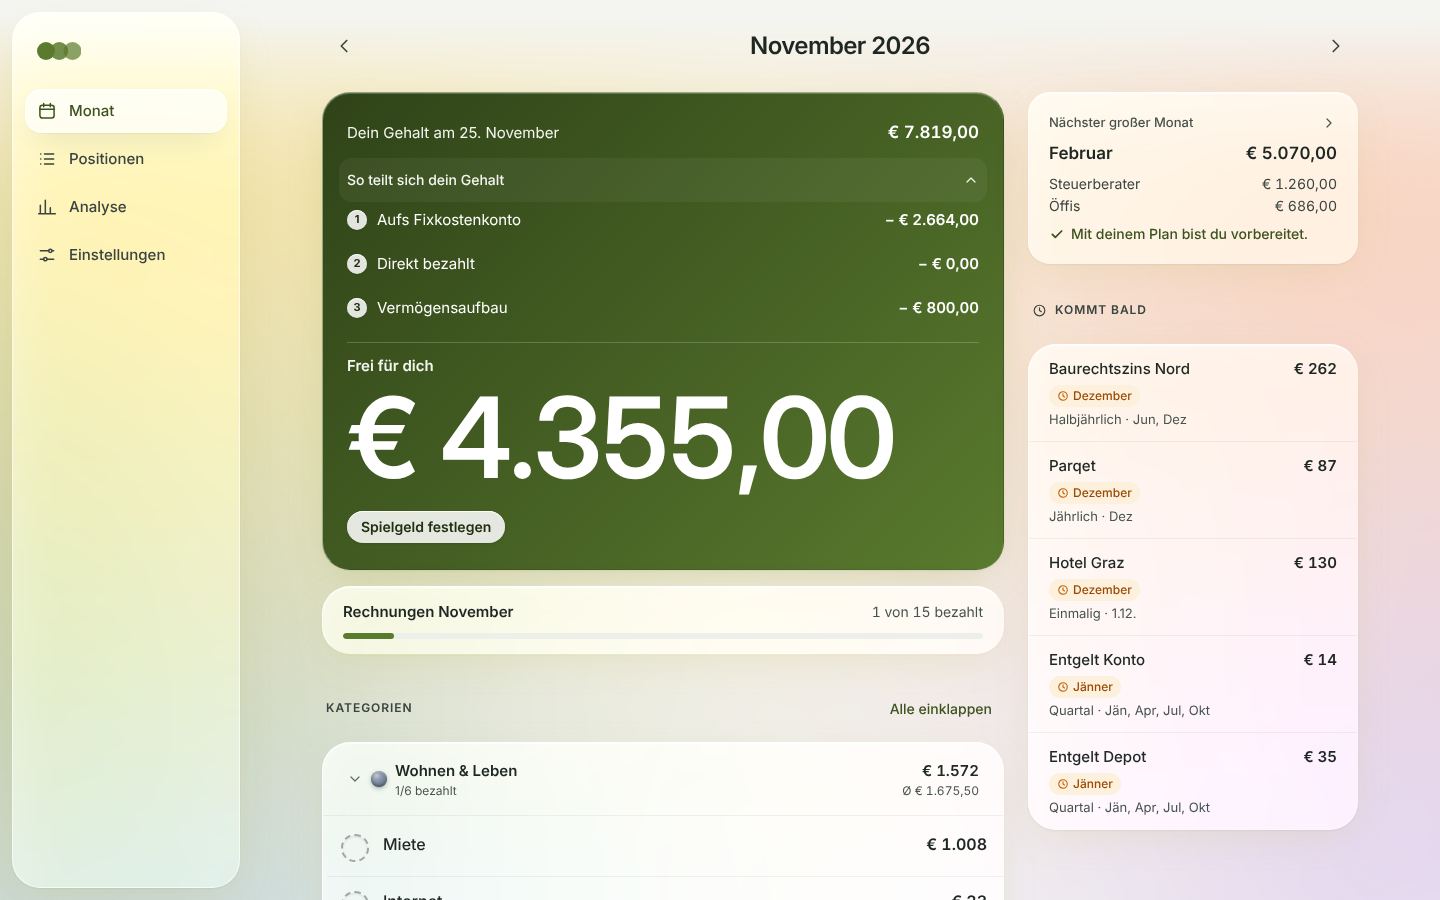 November 2026
Monat
Positionen
Analyse
Einstellungen
Dein Gehalt am 25. November € 7.819,00
So teilt sich dein Gehalt
1 Aufs Fixkostenkonto – € 2.664,00
2 Direkt bezahlt – € 0,00
3 Vermögensaufbau – € 800,00
Frei für dich
€ 4.355,00
Spielgeld festlegen
Rechnungen November 1 von 15 bezahlt
KATEGORIEN Alle einklappen
Wohnen & Leben € 1.572
1/6 bezahlt Ø € 1.675,50
Miete € 1.008
Nächster großer Monat
Februar € 5.070,00
Steuerberater € 1.260,00
Öffis € 686,00
Mit deinem Plan bist du vorbereitet.
KOMMT BALD
Baurechtszins Nord € 262
Dezember
Halbjährlich · Jun, Dez
Parqet € 87
Dezember
Jährlich · Dez
Hotel Graz € 130
Dezember
Einmalig · 1.12.
Entgelt Konto € 14
Jänner
Quartal · Jän, Apr, Jul, Okt
Entgelt Depot € 35
Jänner
Quartal · Jän, Apr, Jul, Okt